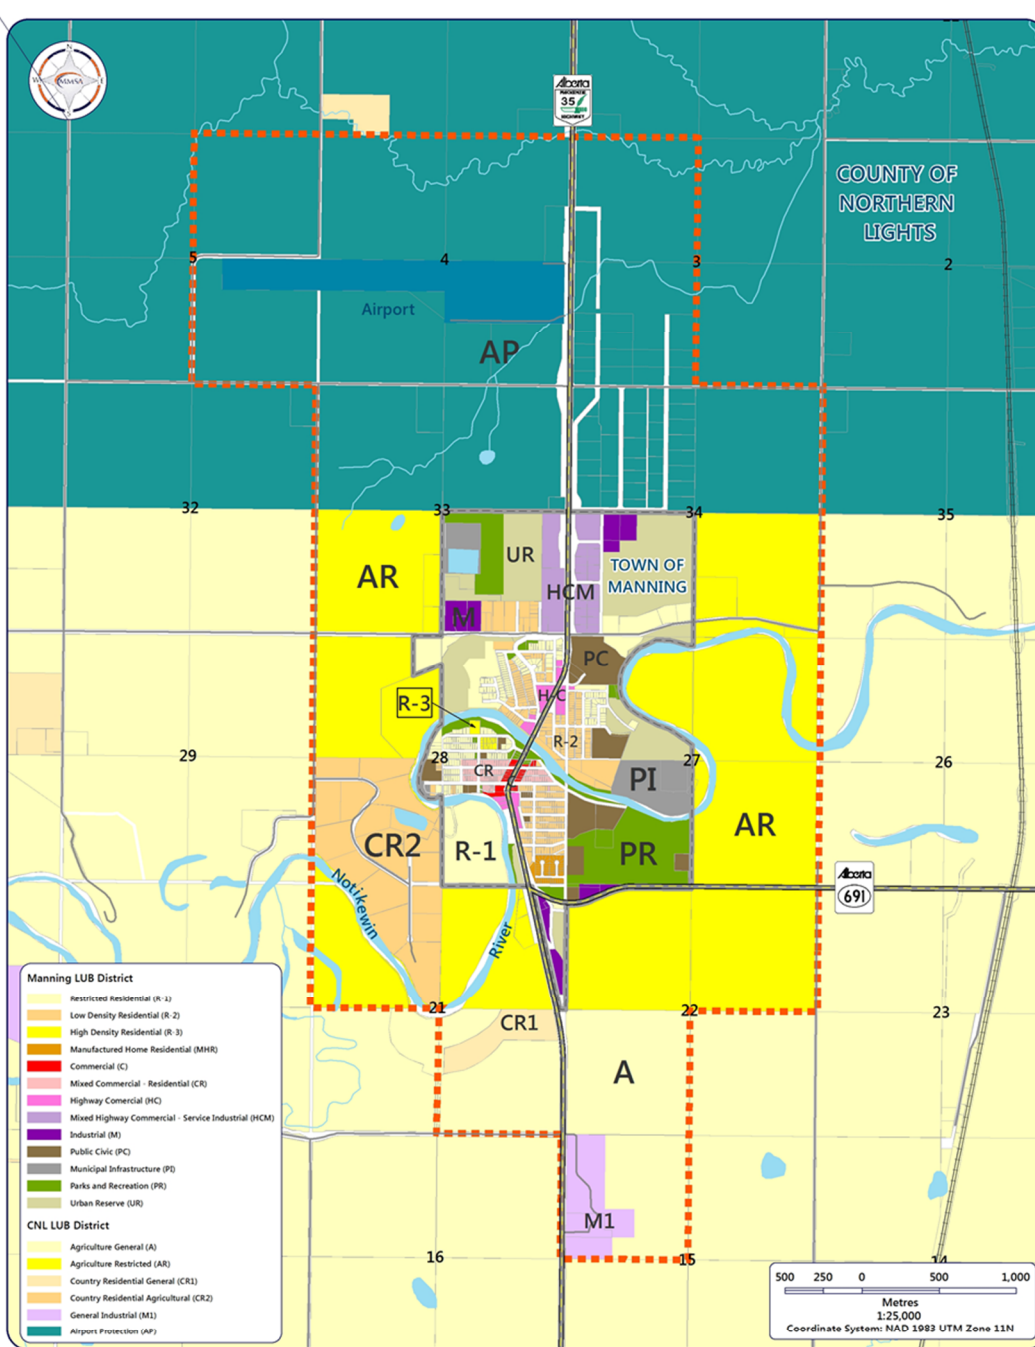 N
W
MMSA
E
S
Alberta
MACKENZIE
35
HIGHWAY
COUNTY OF
NORTHERN
LIGHTS
5
4
3
2
Airport
AP
32
33
34
35
UR
TOWN OF
MANNING
AR
HCM
M
PC
R-3
H-C
R-2
29
28
27
26
CR
PI
AR
CR2
R-1
PR
Alberta
691
Notikewin
River
21
22
23
CR1
A
M1
16
15
14
Manning LUB District
Restricted Residential (R-1)
Low Density Residential (R-2)
High Density Residential (R-3)
Manufactured Home Residential (MHR)
Commercial (C)
Mixed Commercial - Residential (CR)
Highway Comercial (HC)
Mixed Highway Commercial - Service Industrial (HCM)
Industrial (M)
Public Civic (PC)
Municipal Infrastructure (PI)
Parks and Recreation (PR)
Urban Reserve (UR)
CNL LUB District
Agriculture General (A)
Agriculture Restricted (AR)
Country Residential General (CR1)
Country Residential Agricultural (CR2)
General Industrial (M1)
Airport Protection (AP)
500 250 0 500 1,000
Metres
1:25,000
Coordinate System: NAD 1983 UTM Zone 11N